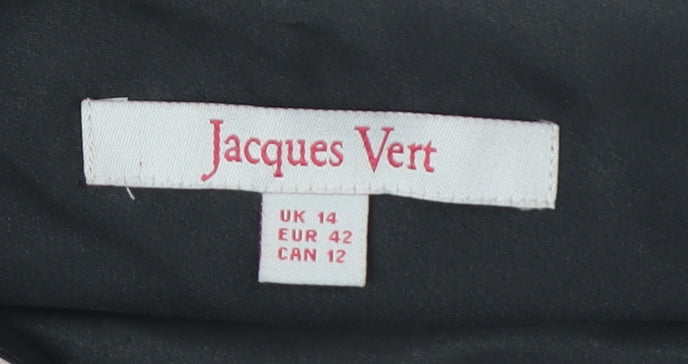 Jacques Vert
UK 14
EUR 42
CAN 12